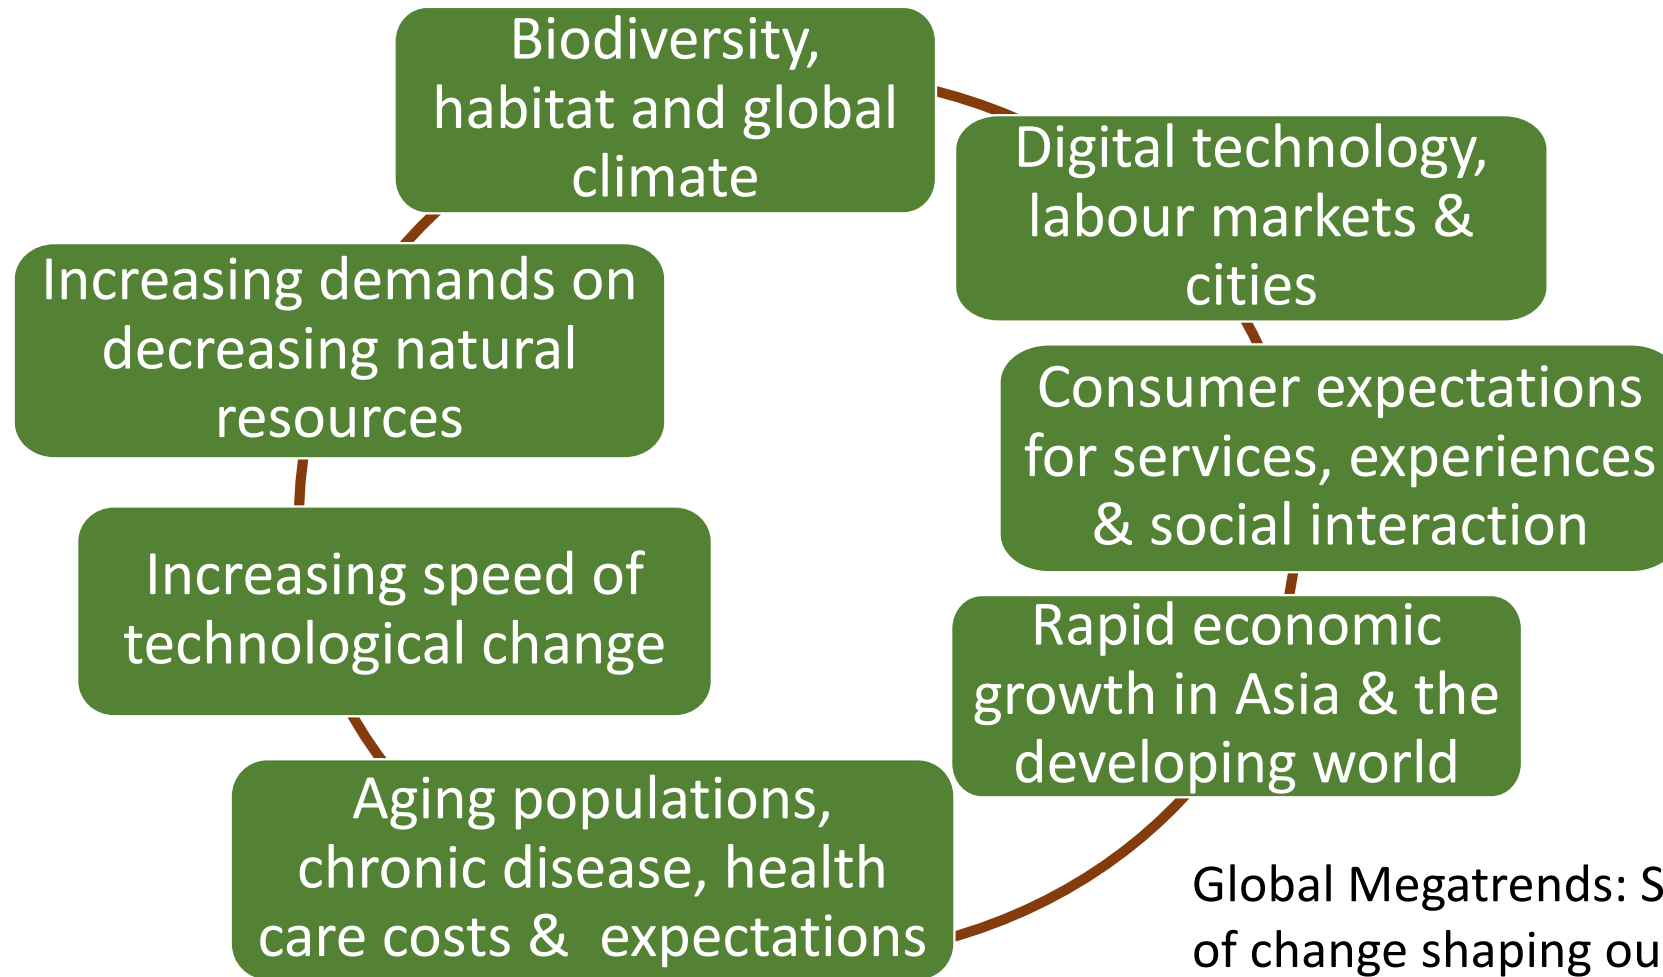 Biodiversity,
habitat and global
climate
Digital technology,
labour markets &
cities
Consumer expectations
for services, experiences
& social interaction
Rapid economic
growth in Asia & the
developing world
Aging populations,
chronic disease, health
care costs &  expectations
Increasing speed of
technological change
Increasing demands on
decreasing natural
resources
Global Megatrends:
of change shaping